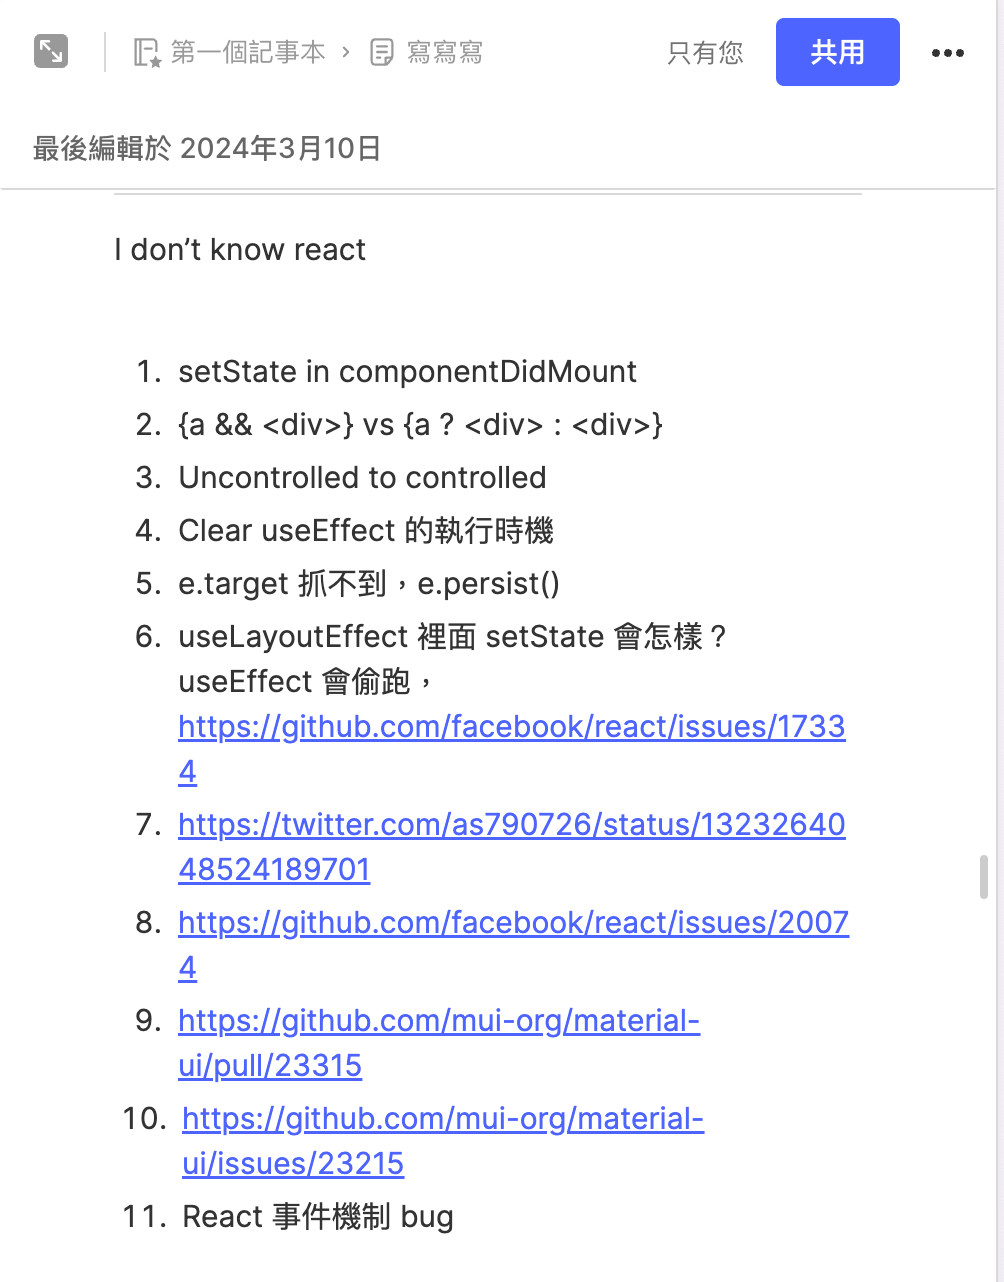 第一個記事本 › 寫寫寫 只有您 共用
最後編輯於 2024年3月10日
I don’t know react
1. setState in componentDidMount
2. {a && <div>} vs {a ? <div> : <div>}
3. Uncontrolled to controlled
4. Clear useEffect 的執行時機
5. e.target 抓不到，e.persist()
6. useLayoutEffect 裡面 setState 會怎樣？
useEffect 會偷跑，
https://github.com/facebook/react/issues/1733
4
7. https://twitter.com/as790726/status/13232640
48524189701
8. https://github.com/facebook/react/issues/2007
4
9. https://github.com/mui-org/material-
ui/pull/23315
10. https://github.com/mui-org/material-
ui/issues/23215
11. React 事件機制 bug